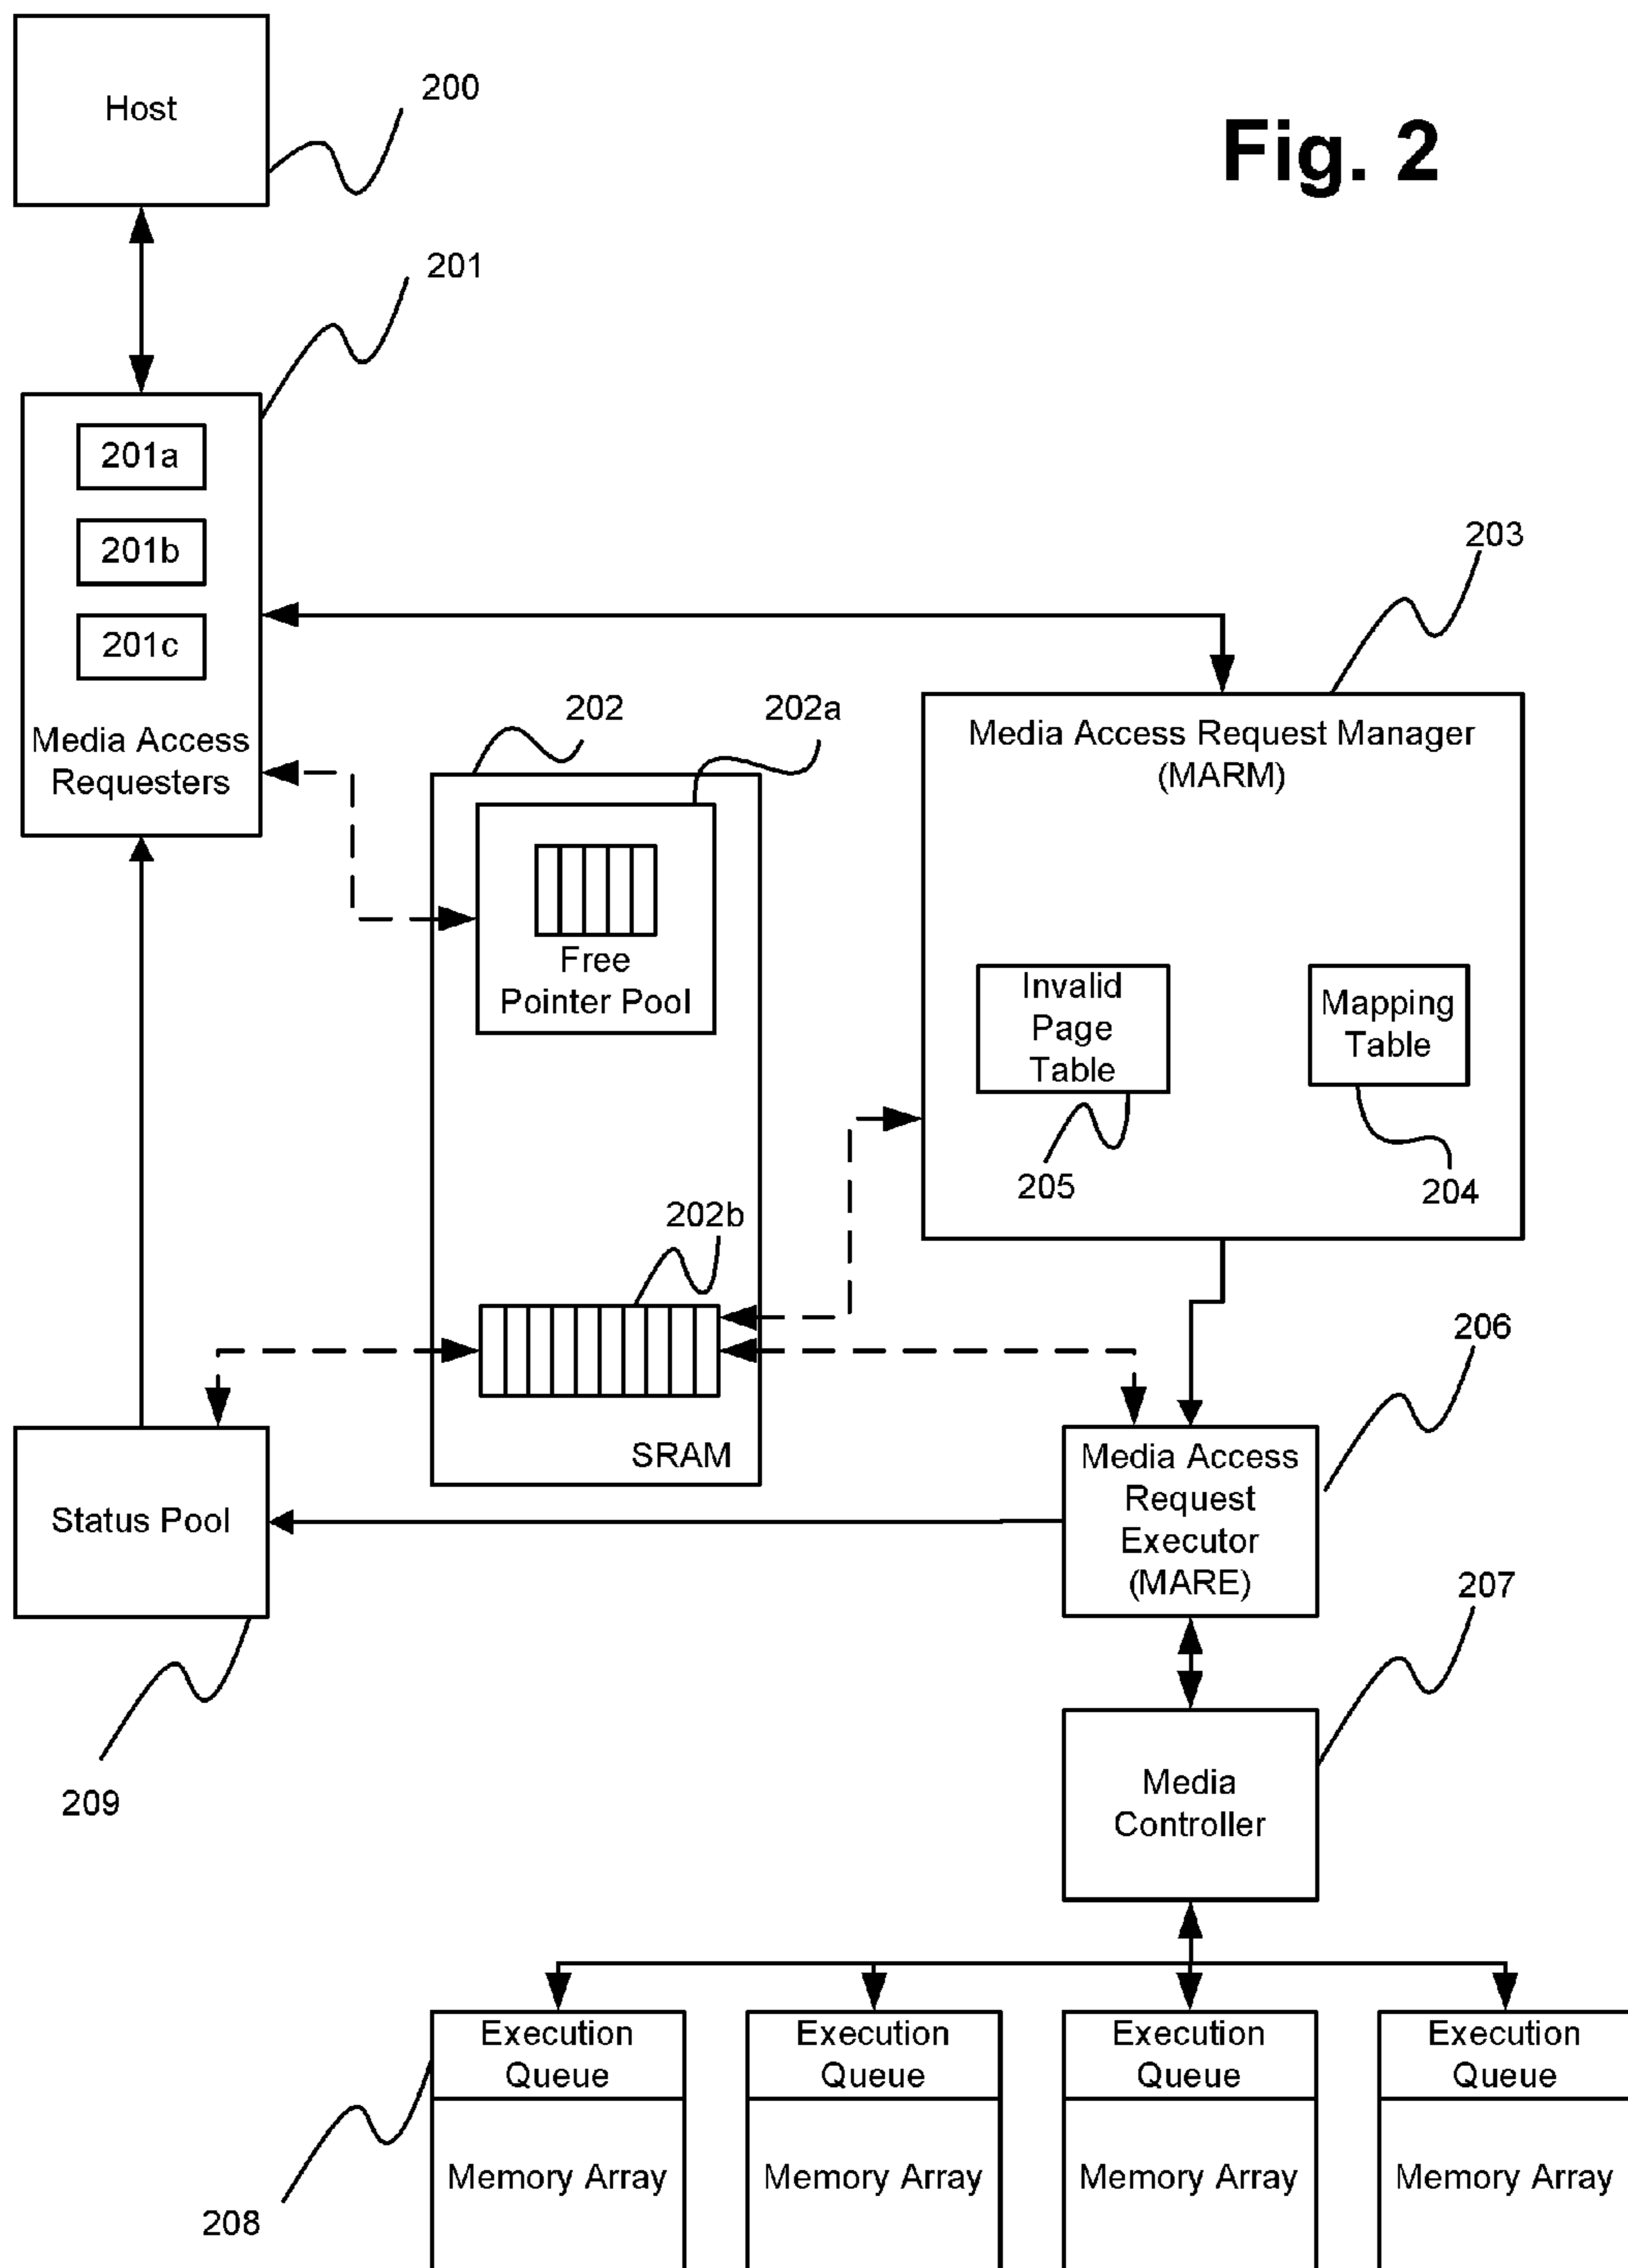 Fig. 2
Host
200
201
201a
201b
201c
Media Access
Requesters
202
202a
Free
Pointer Pool
202b
SRAM
203
Media Access Request Manager
(MARM)
Invalid
Page
Table
205
Mapping
Table
204
206
Media Access
Request
Executor
(MARE)
Status Pool
209
207
Media
Controller
Execution
Queue
Memory Array
Execution
Queue
Memory Array
Execution
Queue
Memory Array
Execution
Queue
Memory Array
208